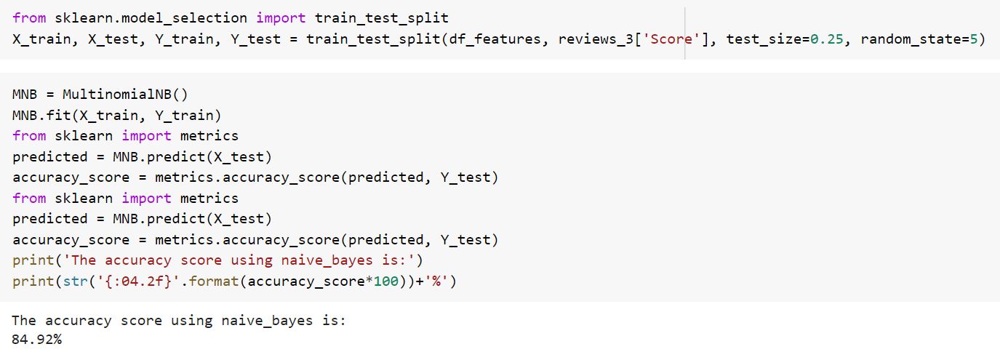 from sklearn.model_selection import train_test_split
X_train, X_test, Y_train, Y_test = train_test_split(df_features, reviews_3['Score'], test_size=0.25, random_state=5)
MNB = MultinomialNB()
MNB.fit(X_train, Y_train)
from sklearn import metrics
predicted = MNB.predict(X_test)
accuracy_score = metrics.accuracy_score(predicted, Y_test)
from sklearn import metrics
predicted = MNB.predict(X_test)
accuracy_score = metrics.accuracy_score(predicted, Y_test)
print('The accuracy score using naive_bayes is:')
print(str('{:04.2f}'.format(accuracy_score*100))+'%')
The accuracy score using naive_bayes is:
84.92%